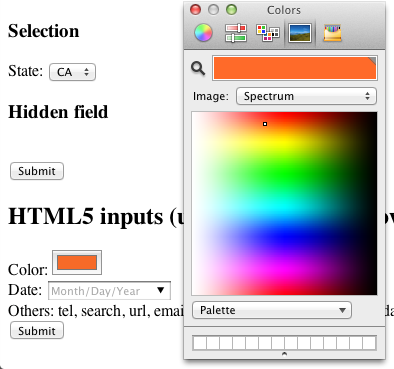 Colors
Selection
State: CA
Image: Spectrum
Hidden field
Submit
HTML5 inputs (u
Color:
Date: Month/Day/Year
Others: tel, search, url, emai
Submit
Palette